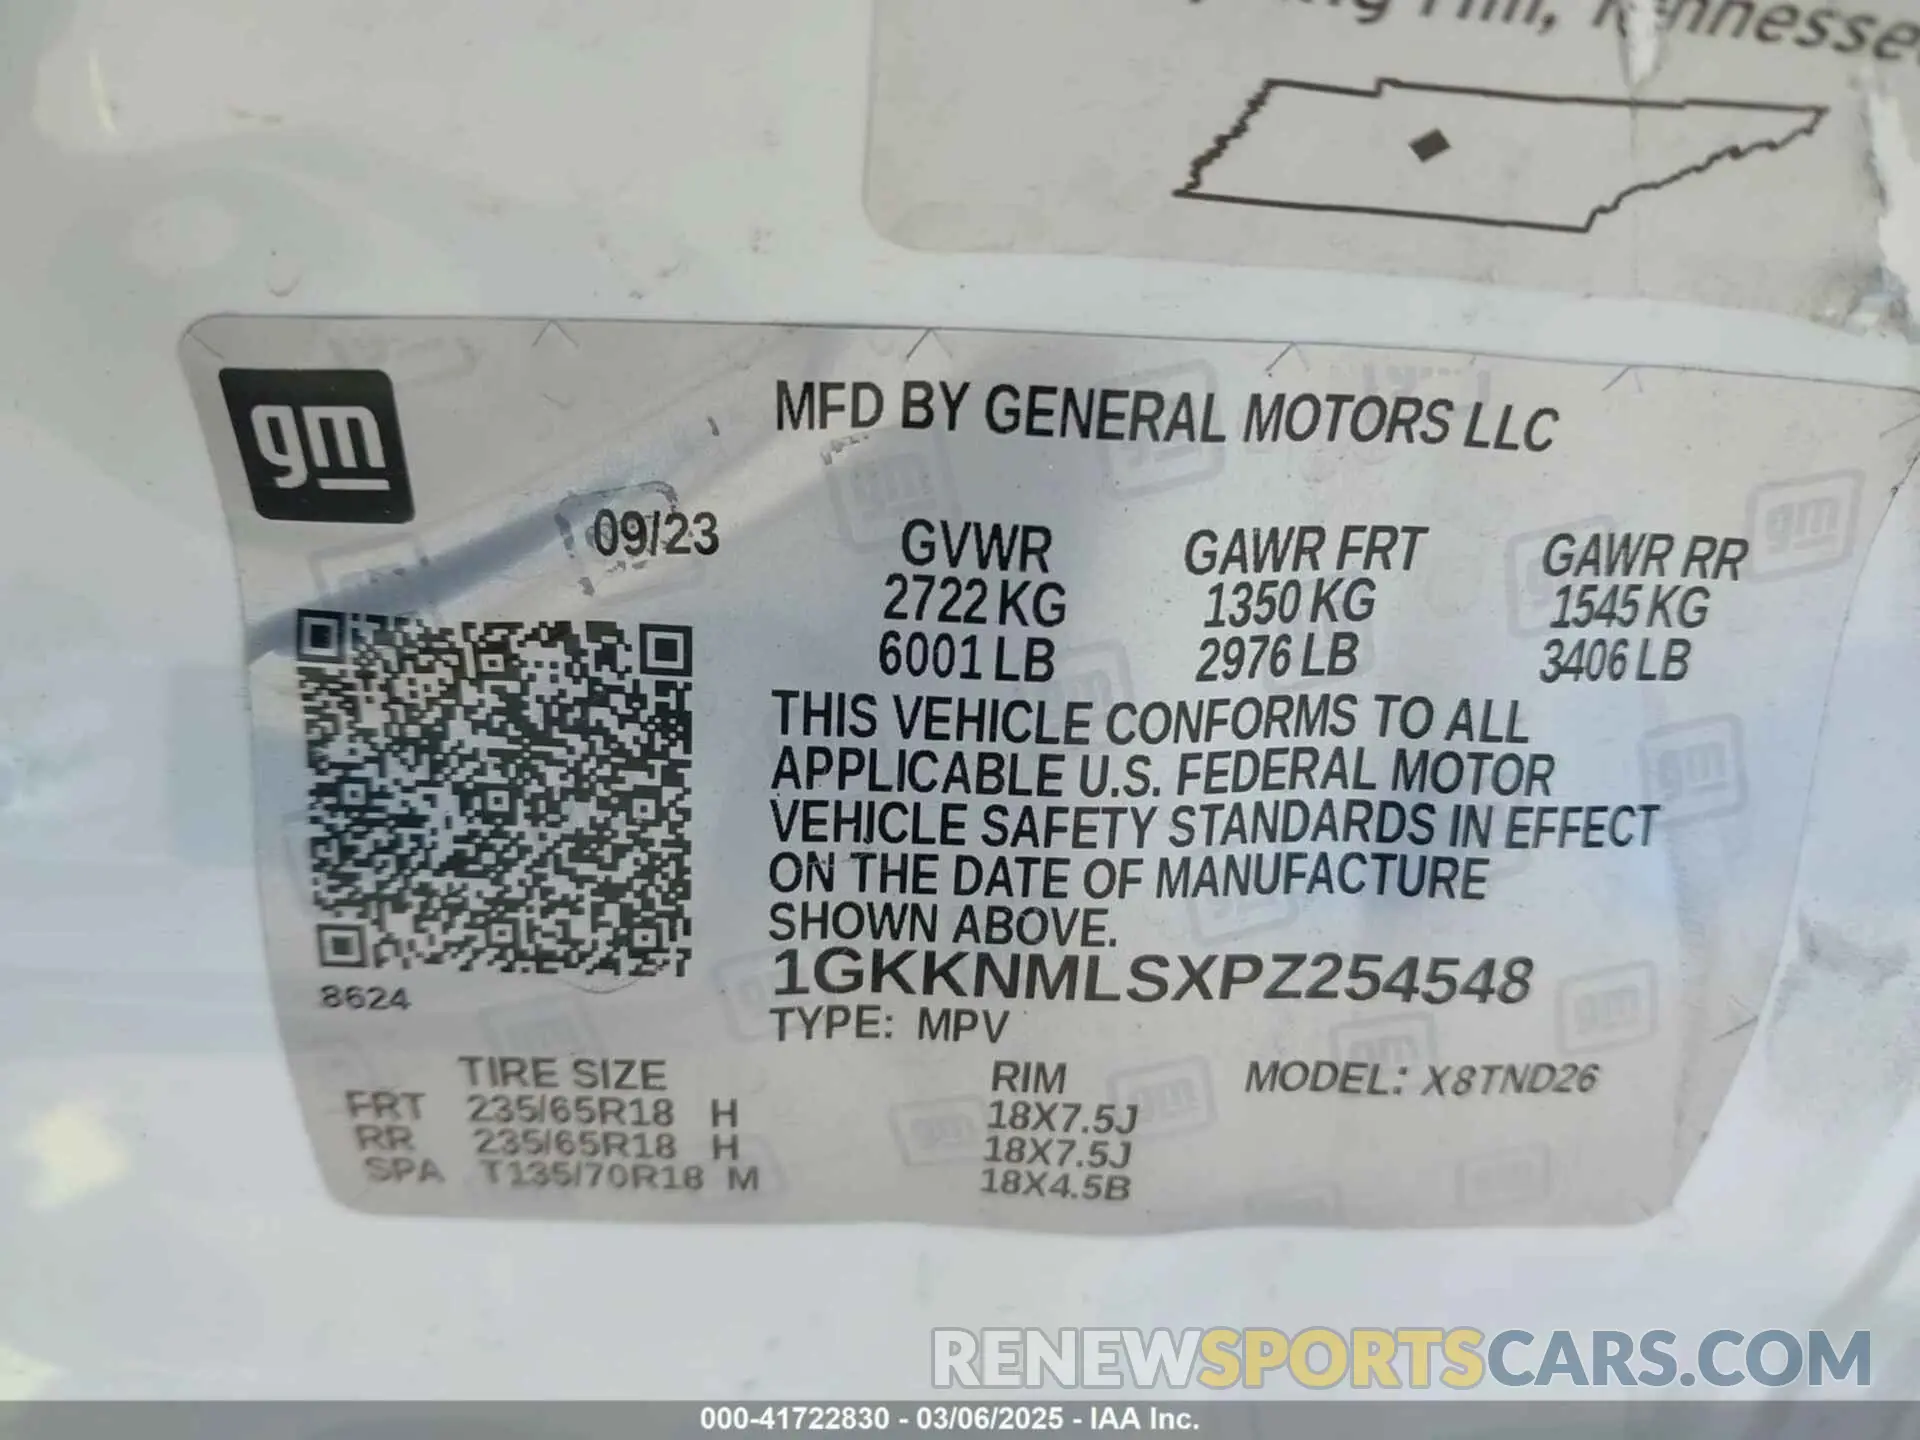 Hill, Tennessee
gm
MFD BY GENERAL MOTORS LLC
09/23
GVWR GAWR FRT GAWR RR
2722 KG 1350 KG 1545 KG
6001 LB 2976 LB 3406 LB
THIS VEHICLE CONFORMS TO ALL
APPLICABLE U.S. FEDERAL MOTOR
VEHICLE SAFETY STANDARDS IN EFFECT
ON THE DATE OF MANUFACTURE
SHOWN ABOVE.
1GKKNMLSXPZ254548
8624
TYPE: MPV
TIRE SIZE RIM MODEL: X8TND26
FRT 235/65R18 H 18X7.5J
RR 235/65R18 H 18X7.5J
SPA T135/70R18 M 18X4.5B
RENEWSPORTSCARS.COM
000-41722830 - 03/06/2025 - IAA Inc.